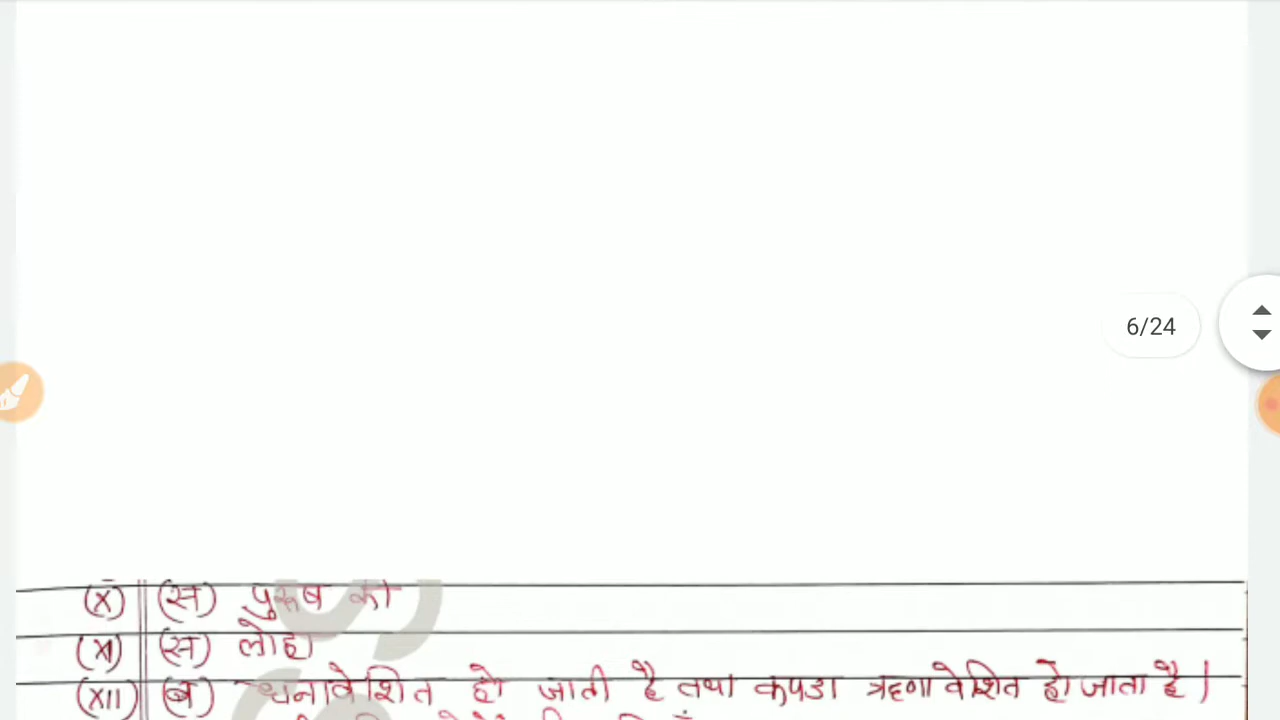 6/24
(X) (स) पुरुष को
(XI) (स) लोहा
(XII) (ब) धनावेशित हो जाती है तथा कपडा ऋणावेशित हो जाता है।